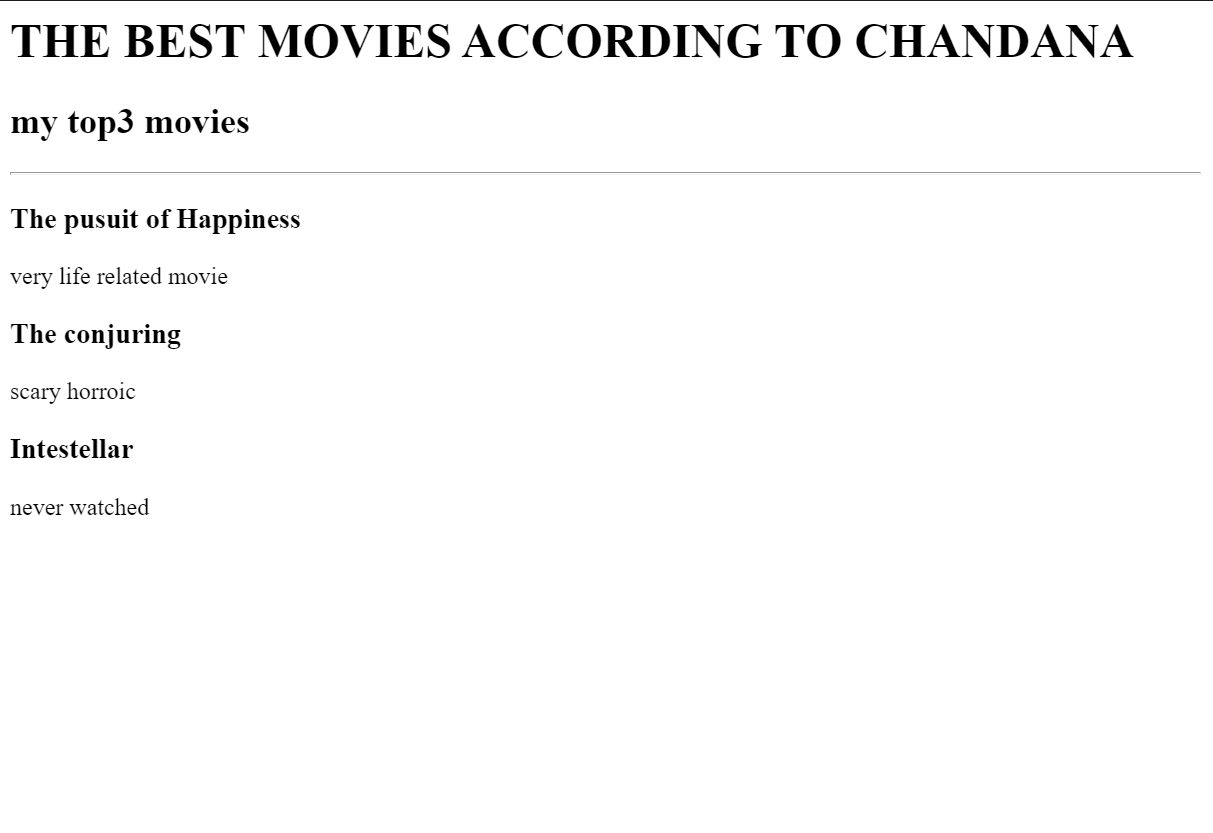 THE BEST MOVIES ACCORDING TO CHANDANA
my top3 movies
The pusuit of Happiness
very life related movie
The conjuring
scary horroic
Intestellar
never watched